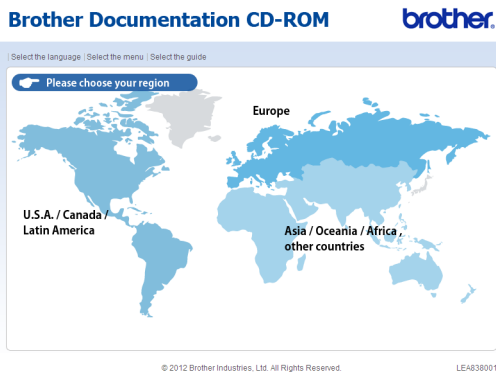 Brother Documentation CD-ROM
brother.
| Select the language | Select the menu | Select the guide
Please choose your region
Europe
U.S.A. / Canada /
Latin America
Asia / Oceania / Africa ,
other countries
© 2012 Brother Industries, Ltd. All Rights Reserved.
LEA838001